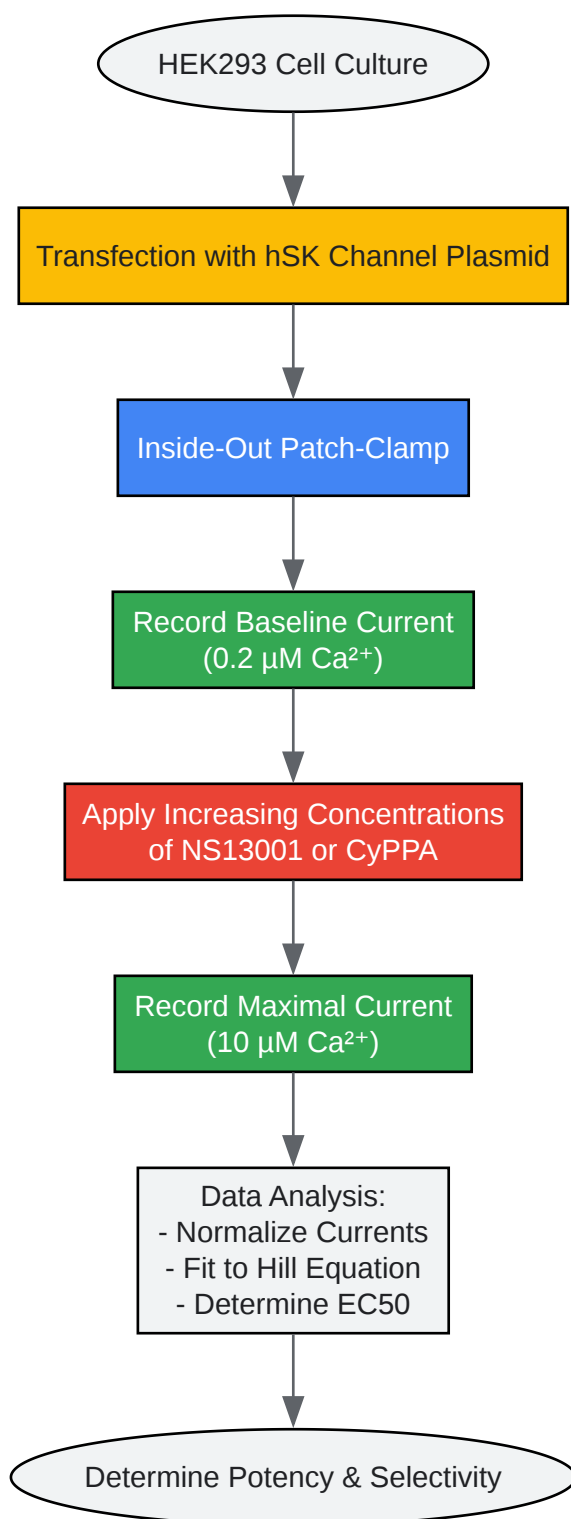 HEK293 Cell Culture
Transfection with hSK Channel Plasmid
Inside-Out Patch-Clamp
Record Baseline Current
(0.2 µM Ca²⁺)
Apply Increasing Concentrations
of NS13001 or CyPPA
Record Maximal Current
(10 µM Ca²⁺)
Data Analysis:
- Normalize Currents
- Fit to Hill Equation
- Determine EC50
Determine Potency & Selectivity